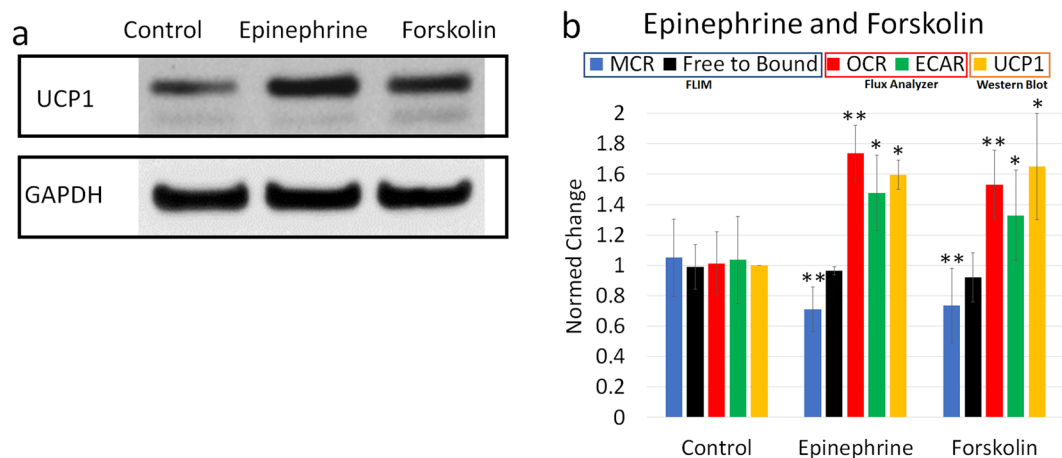 a
Control Epinephrine Forskolin
UCP1
GAPDH
b
Epinephrine and Forskolin
MCR Free to Bound OCR ECAR UCP1
FLIM Flux Analyzer Western Blot
Normed Change
2
1.8
1.6
1.4
1.2
1
0.8
0.6
0.4
0.2
0
** ** * * ** ** * *
Control Epinephrine Forskolin